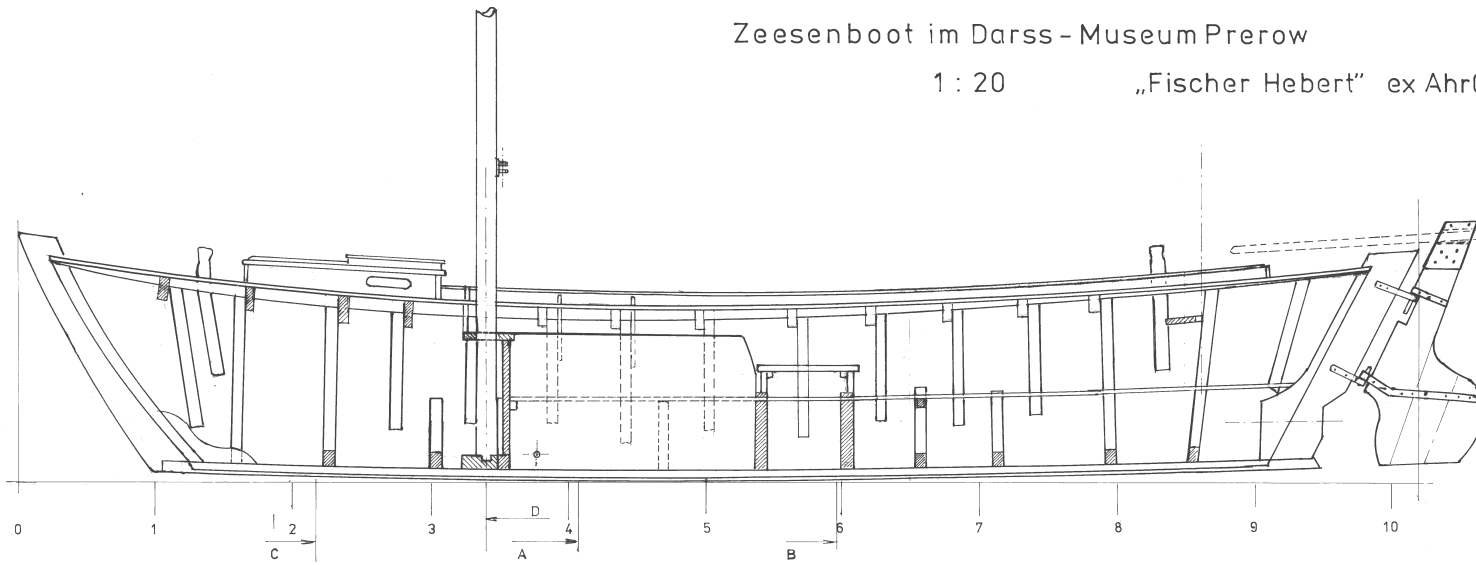 Zeesenboot im Darss-Museum Prerow
1:20 „Fischer Hebert” ex Ahr
0 1 2 3 4 5 6 7 8 9 10
D
C A B